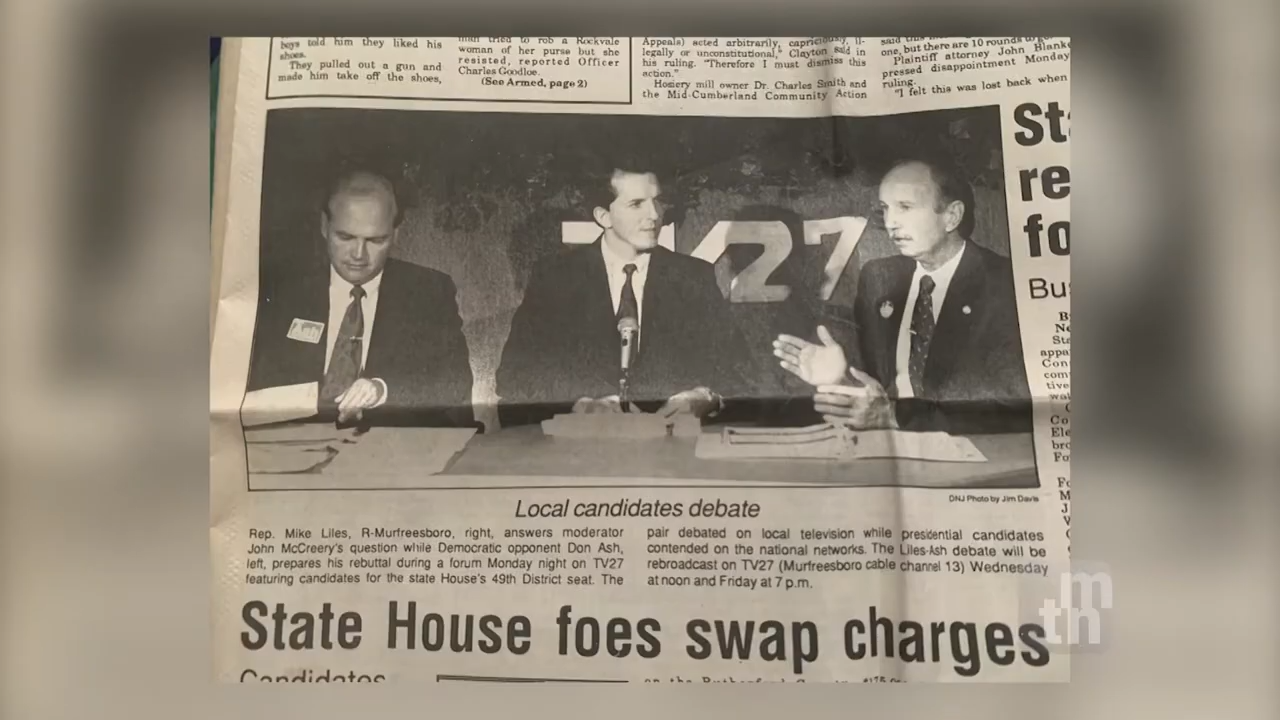 boys told him they liked his
shoes.
They pulled out a gun and
made him take off the shoes,
man tried to rob a Rockvale
woman of her purse but she
resisted, reported Officer
Charles Goodloe.
(See Armed, page 2)
Appeals) acted arbitrarily, capriciously, il-
legally or unconstitutional," Clayton said in
his ruling. "Therefore I must dismiss this
action."
Hosiery mill owner Dr. Charles Smith and
the Mid-Cumberland Community Action
said this
one, but there are 10 rounds to go
Plaintiff attorney John Blank
pressed disappointment Monday
ruling.
"I felt this was lost back when
St
re
fo
Bu
Ash
TV27
DNJ Photo by Jim Davis
Local candidates debate
Rep. Mike Liles, R-Murfreesboro, right, answers moderator
John McCreery's question while Democratic opponent Don Ash,
left, prepares his rebuttal during a forum Monday night on TV27
featuring candidates for the state House's 49th District seat. The
pair debated on local television while presidential candidates
contended on the national networks. The Liles-Ash debate will be
rebroadcast on TV27 (Murfreesboro cable channel 13) Wednesday
at noon and Friday at 7 p.m.
State House foes swap charges
Candidates
mth